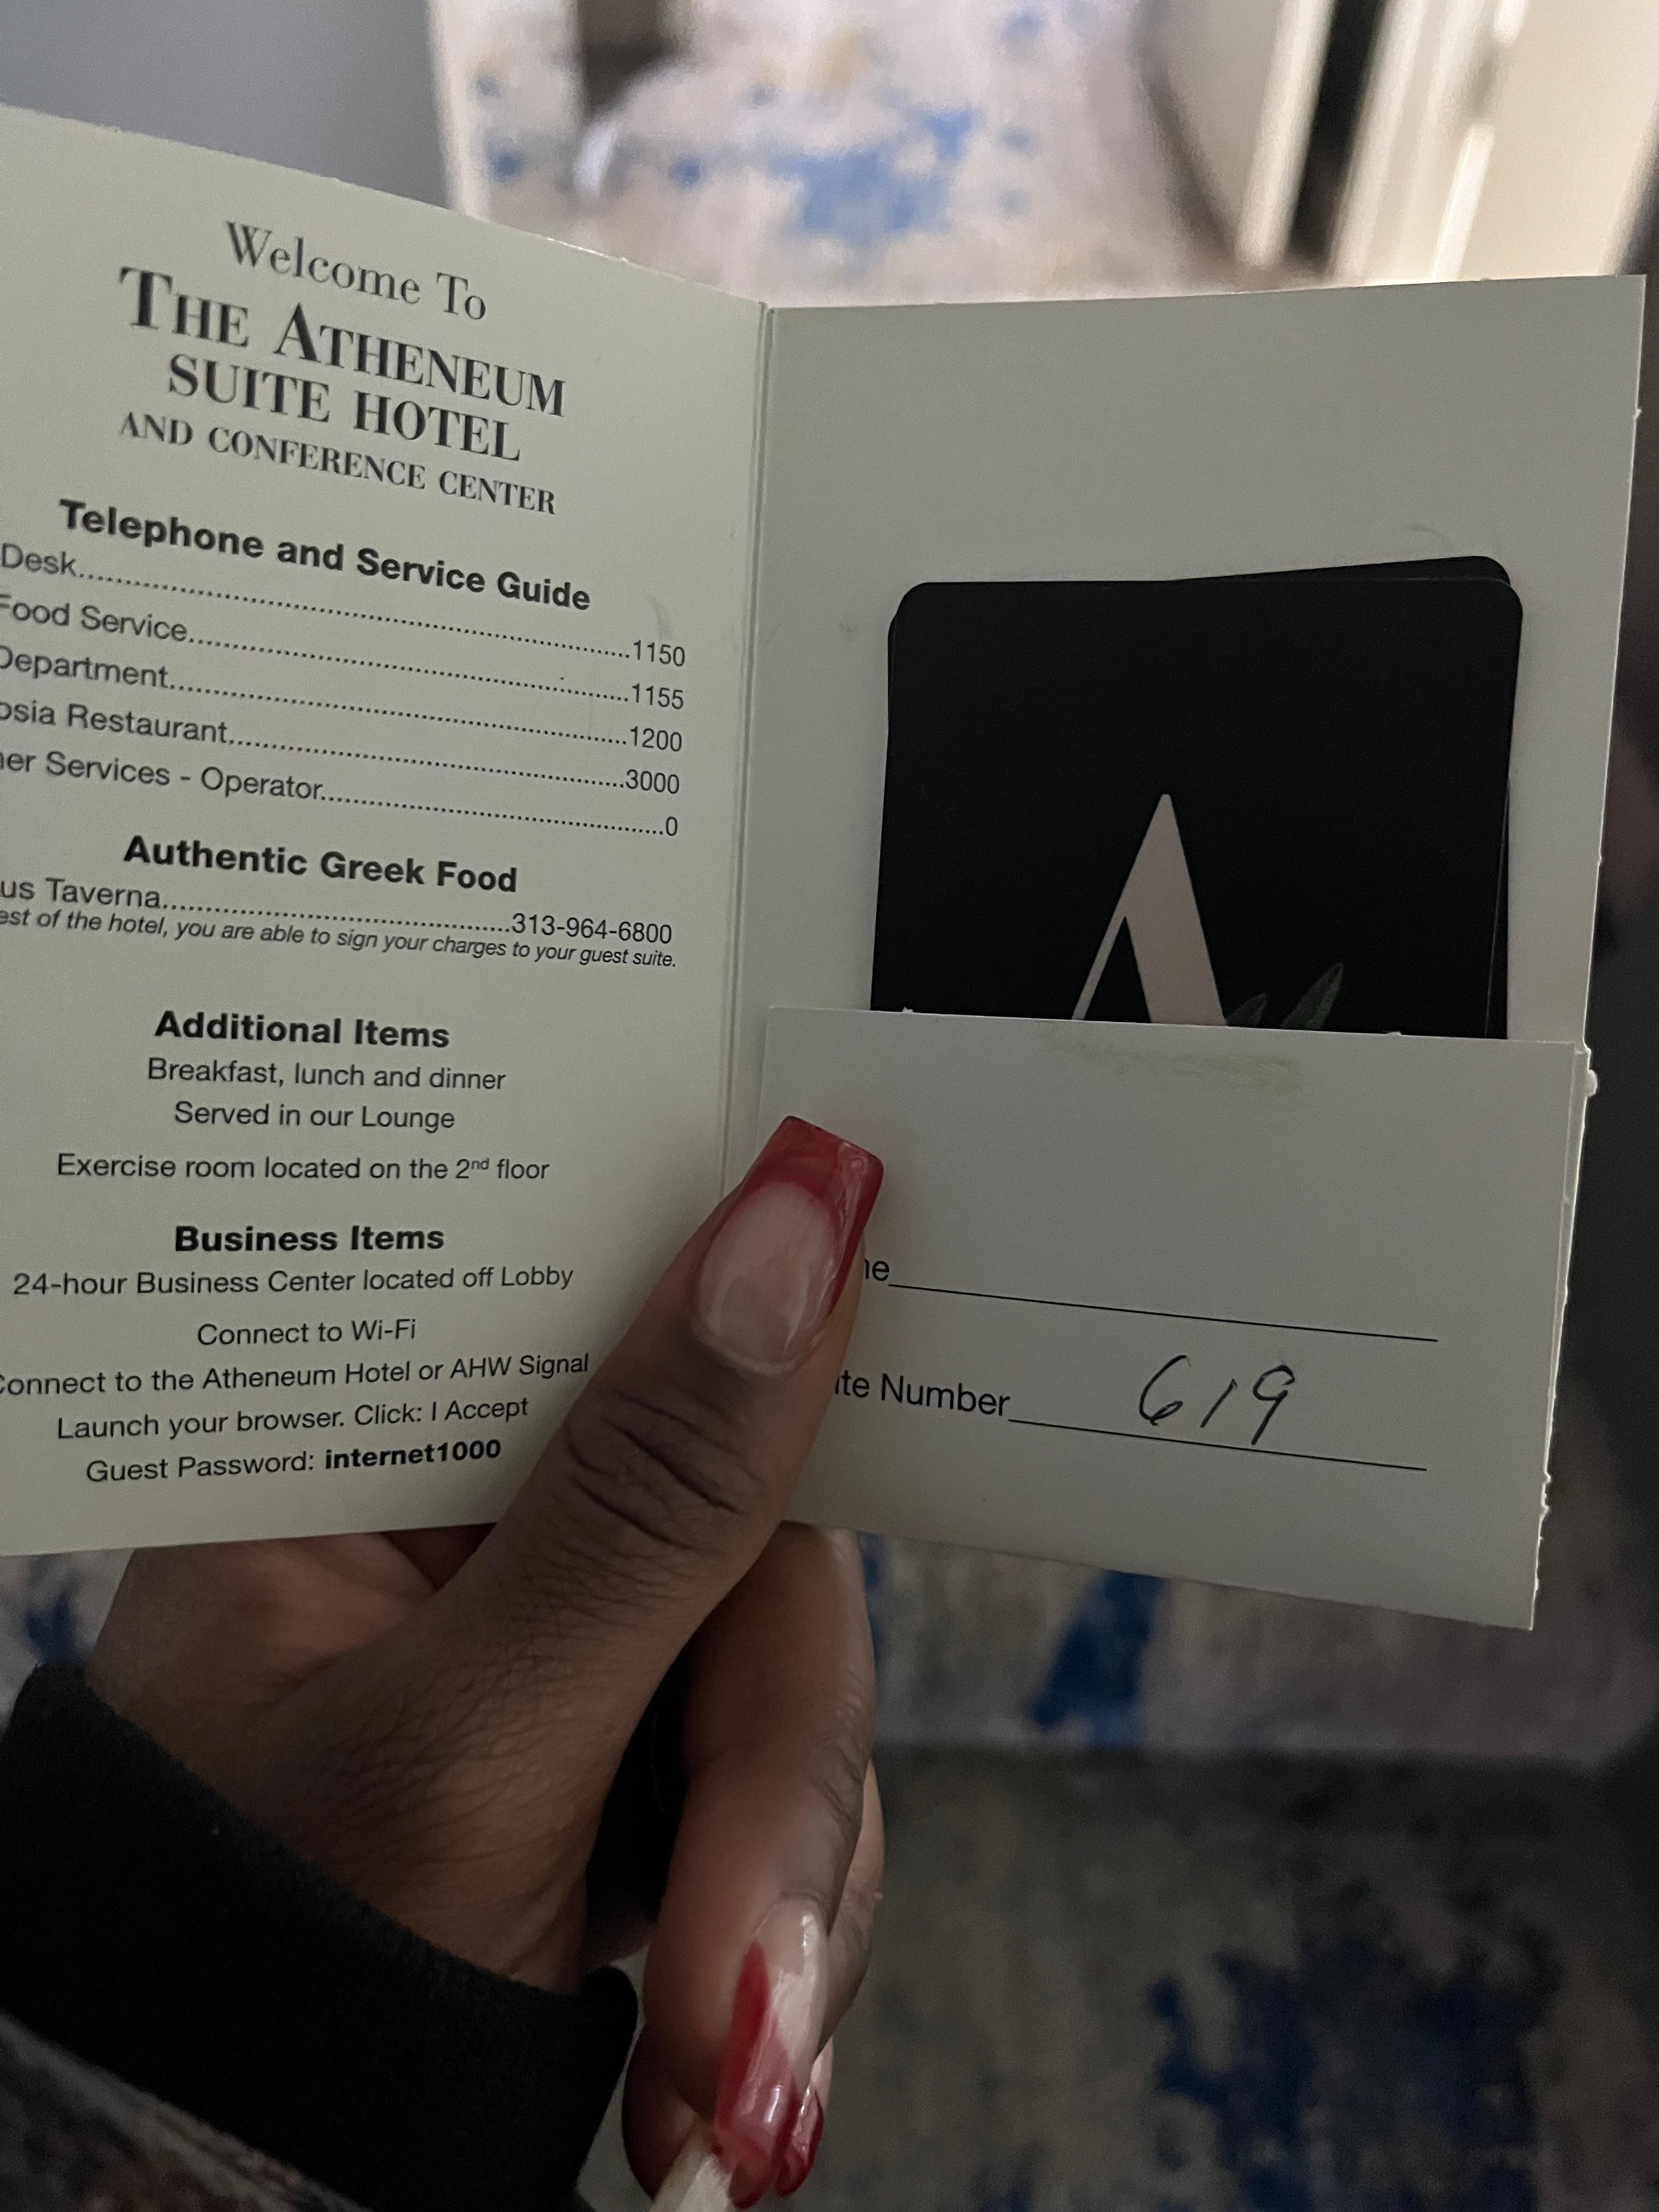 Welcome To
THE ATHENEUM
SUITE HOTEL
AND CONFERENCE CENTER
Telephone and Service Guide
Desk..........1150
Food Service..........1155
Department..........1200
Restaurant..........3000
Services - Operator..........0
Authentic Greek Food
Taverna..........313-964-6800
of the hotel, you are able to sign your charges to your guest suite.
Additional Items
Breakfast, lunch and dinner
Served in our Lounge
Exercise room located on the 2nd floor
Business Items
24-hour Business Center located off Lobby
Connect to Wi-Fi
Connect to the Atheneum Hotel or AHW Signal
Launch your browser. Click: I Accept
Guest Password: internet1000
A
Number 619